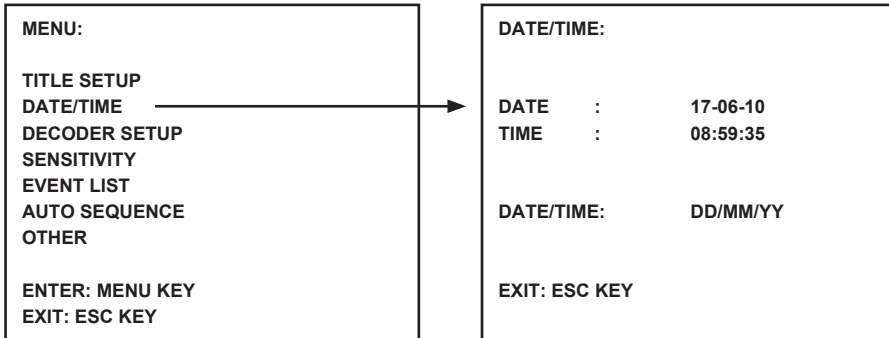 MENU:
TITLE SETUP
DATE/TIME
DECODER SETUP
SENSITIVITY
EVENT LIST
AUTO SEQUENCE
OTHER
ENTER: MENU KEY
EXIT: ESC KEY
DATE/TIME:
DATE : 17-06-10
TIME : 08:59:35
DATE/TIME: DD/MM/YY
EXIT: ESC KEY